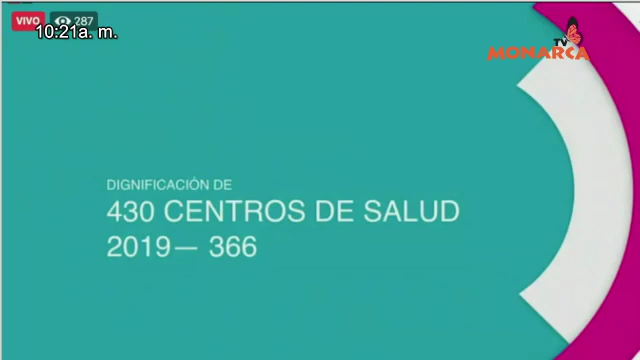 VIVO 287
10:21a. m.
TV
MONARCA
DIGNIFICACIÓN DE
430 CENTROS DE SALUD
2019— 366